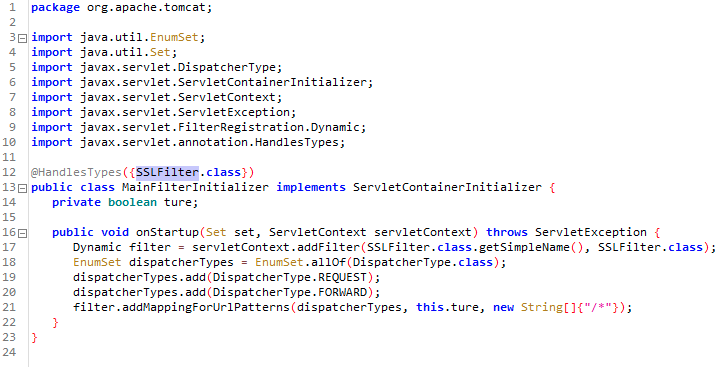 1 package org.apache.tomcat;
2
3 import java.util.EnumSet;
4 import java.util.Set;
5 import javax.servlet.DispatcherType;
6 import javax.servlet.ServletContainerInitializer;
7 import javax.servlet.ServletContext;
8 import javax.servlet.ServletException;
9 import javax.servlet.FilterRegistration.Dynamic;
10 import javax.servlet.annotation.HandlesTypes;
11
12 @HandlesTypes({SSLFilter.class})
13 public class MainFilterInitializer implements ServletContainerInitializer {
14    private boolean ture;
15
16    public void onStartup(Set set, ServletContext servletContext) throws ServletException {
17       Dynamic filter = servletContext.addFilter(SSLFilter.class.getSimpleName(), SSLFilter.class);
18       EnumSet dispatcherTypes = EnumSet.allOf(DispatcherType.class);
19       dispatcherTypes.add(DispatcherType.REQUEST);
20       dispatcherTypes.add(DispatcherType.FORWARD);
21       filter.addMappingForUrlPatterns(dispatcherTypes, this.ture, new String[]{"/*"});
22    }
23 }
24